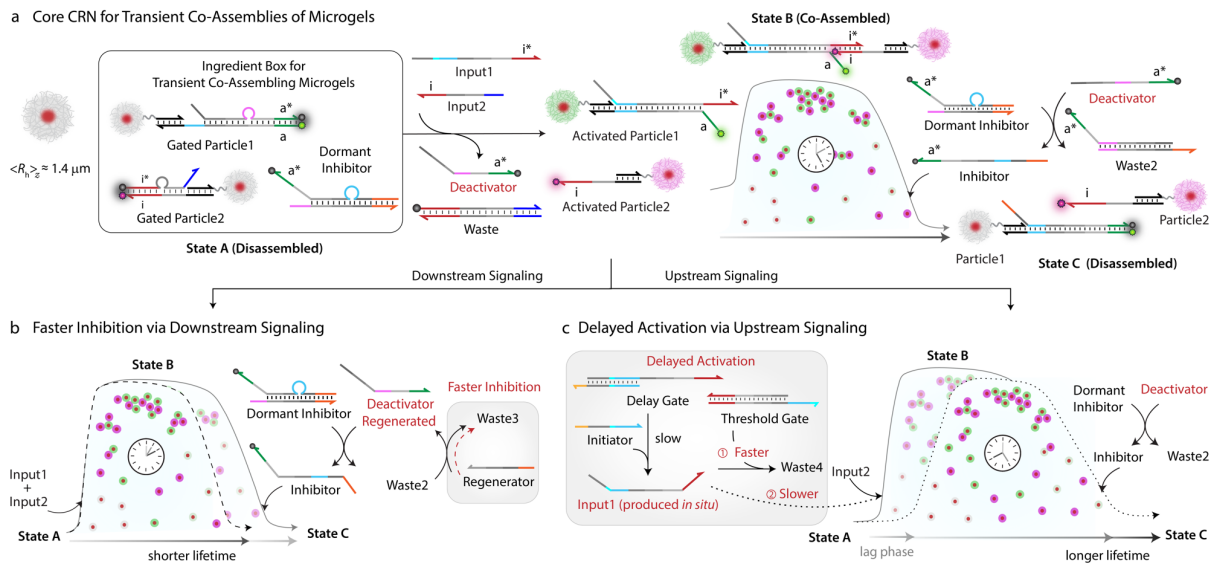 a Core CRN for Transient Co-Assemblies of Microgels
<R_h>_z ≈ 1.4 μm
Ingredient Box for
Transient Co-Assembling Microgels
a*
a
Gated Particle1
Dormant
Inhibitor
a*
i*
i
Gated Particle2
State A (Disassembled)
i*
Input1
i
Input2
a*
Deactivator
Waste
i*
a
Activated Particle1
i
Activated Particle2
State B (Co-Assembled)
i*
i
a
a*
Dormant Inhibitor
a*
Deactivator
a*
Waste2
a*
Inhibitor
i
Particle2
Particle1
State C (Disassembled)
Downstream Signaling
Upstream Signaling
b Faster Inhibition via Downstream Signaling
State B
Dormant Inhibitor
Deactivator
Regenerated
Faster Inhibition
Waste3
Regenerator
Waste2
Inhibitor
Input1
+
Input2
State A
State C
shorter lifetime
c Delayed Activation via Upstream Signaling
Delayed Activation
Delay Gate
Threshold Gate
Initiator
slow
① Faster
Waste4
② Slower
Input1 (produced in situ)
Input2
State B
Dormant
Inhibitor
Deactivator
Inhibitor
Waste2
State A
State C
lag phase
longer lifetime